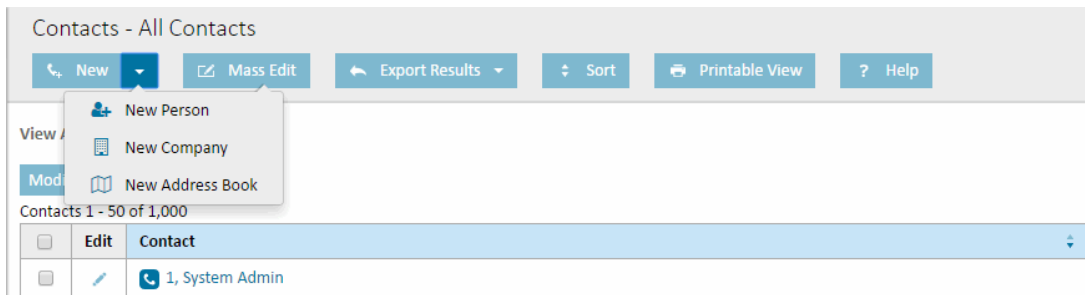 Contacts - All Contacts
New Mass Edit Export Results Sort Printable View ? Help
New Person
View
New Company
New Address Book
Contacts 1 - 50 of 1,000
Edit Contact
1, System Admin